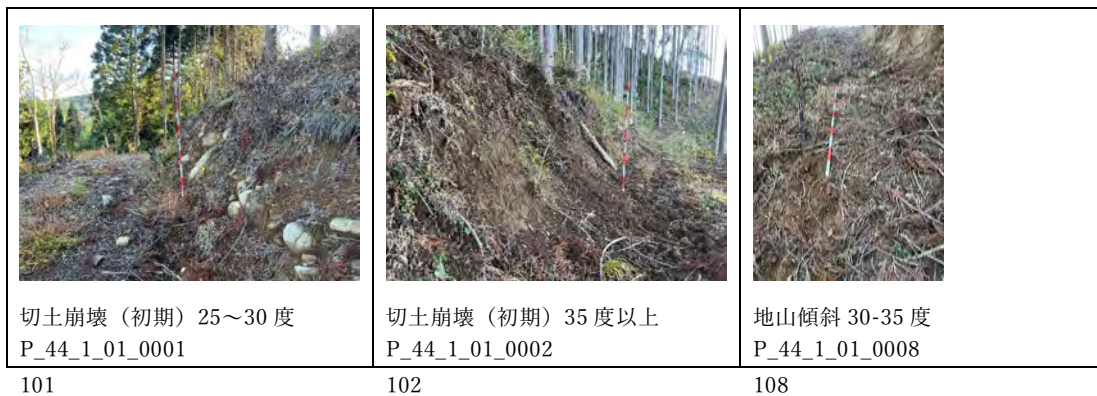 切土崩壊（初期）25～30 度
P_44_1_01_0001
切土崩壊（初期）35 度以上
P_44_1_01_0002
地山傾斜 30-35 度
P_44_1_01_0008
101
102
108